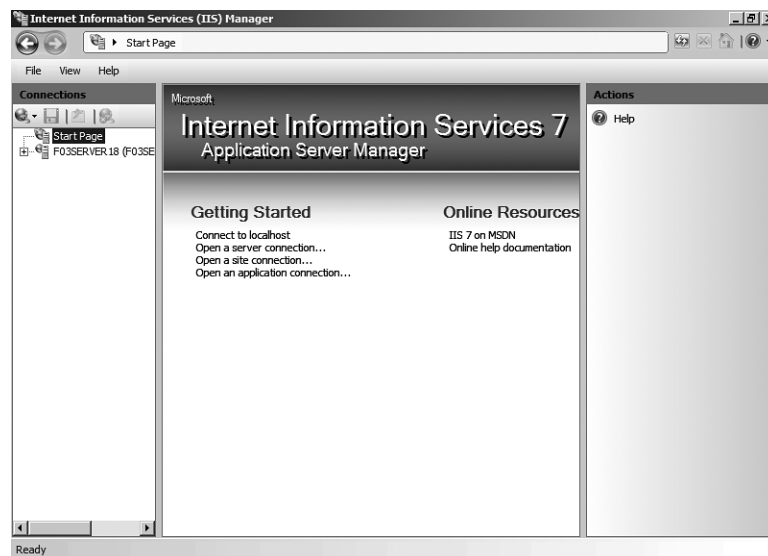 Internet Information Services (IIS) Manager
Start Page
File View Help
Connections
Start Page
F03SERVER18 (F03SE
Microsoft
Internet Information Services 7
Application Server Manager
Getting Started
Connect to localhost
Open a server connection...
Open a site connection...
Open an application connection...
Online Resources
IIS 7 on MSDN
Online help documentation
Actions
Help
Ready